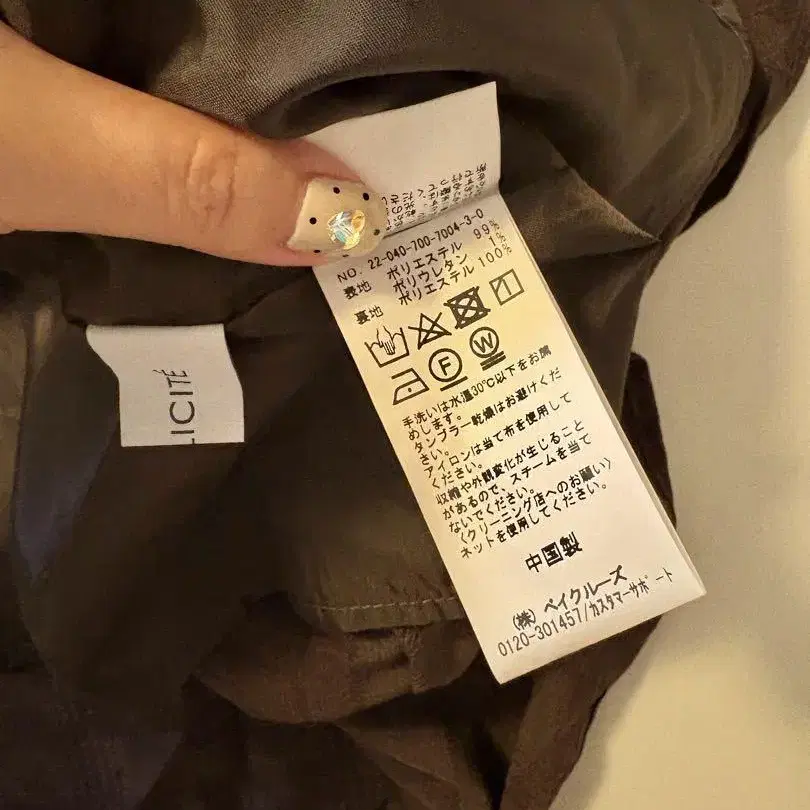 NO. 22-040-700-7004-3-0
表地 ポリエステル 99%
ポリウレタン 1%
裏地 ポリエステル 100%
F
W
手洗いは水温30℃以下をお薦
めします。
タンブラー乾燥はお避けくだ
さい。
アイロンは当て布を使用して
ください。
収縮や外観変化が生じること
があるので、スチームを当て
ないでください。
〈クリーニング店へのお願い〉
ネットを使用してください。
中国製
(株) ベイクルーズ
0120-301457/カスタマーサポート
LICITÉ